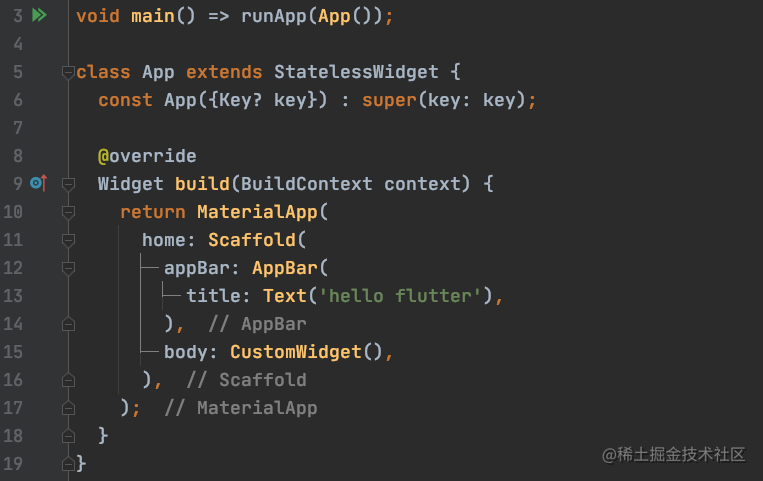 3 void main() => runApp(App());
4
5 class App extends StatelessWidget {
6   const App({Key? key}) : super(key: key);
7
8   @override
9   Widget build(BuildContext context) {
10     return MaterialApp(
11       home: Scaffold(
12         appBar: AppBar(
13           title: Text('hello flutter'),
14         ),  // AppBar
15         body: CustomWidget(),
16       ),  // Scaffold
17     );  // MaterialApp
18   }
19 }
@稀土掘金技术社区